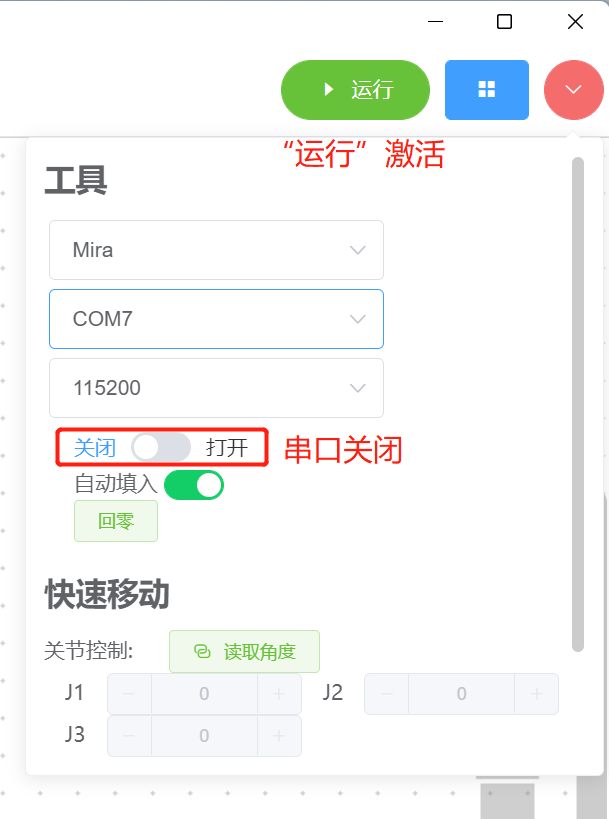 运行
“运行”激活
工具
Mira
COM7
115200
关闭 打开 串口关闭
自动填入
回零
快速移动
关节控制: 读取角度
J1 − 0 + J2 − 0 +
J3 − 0 +